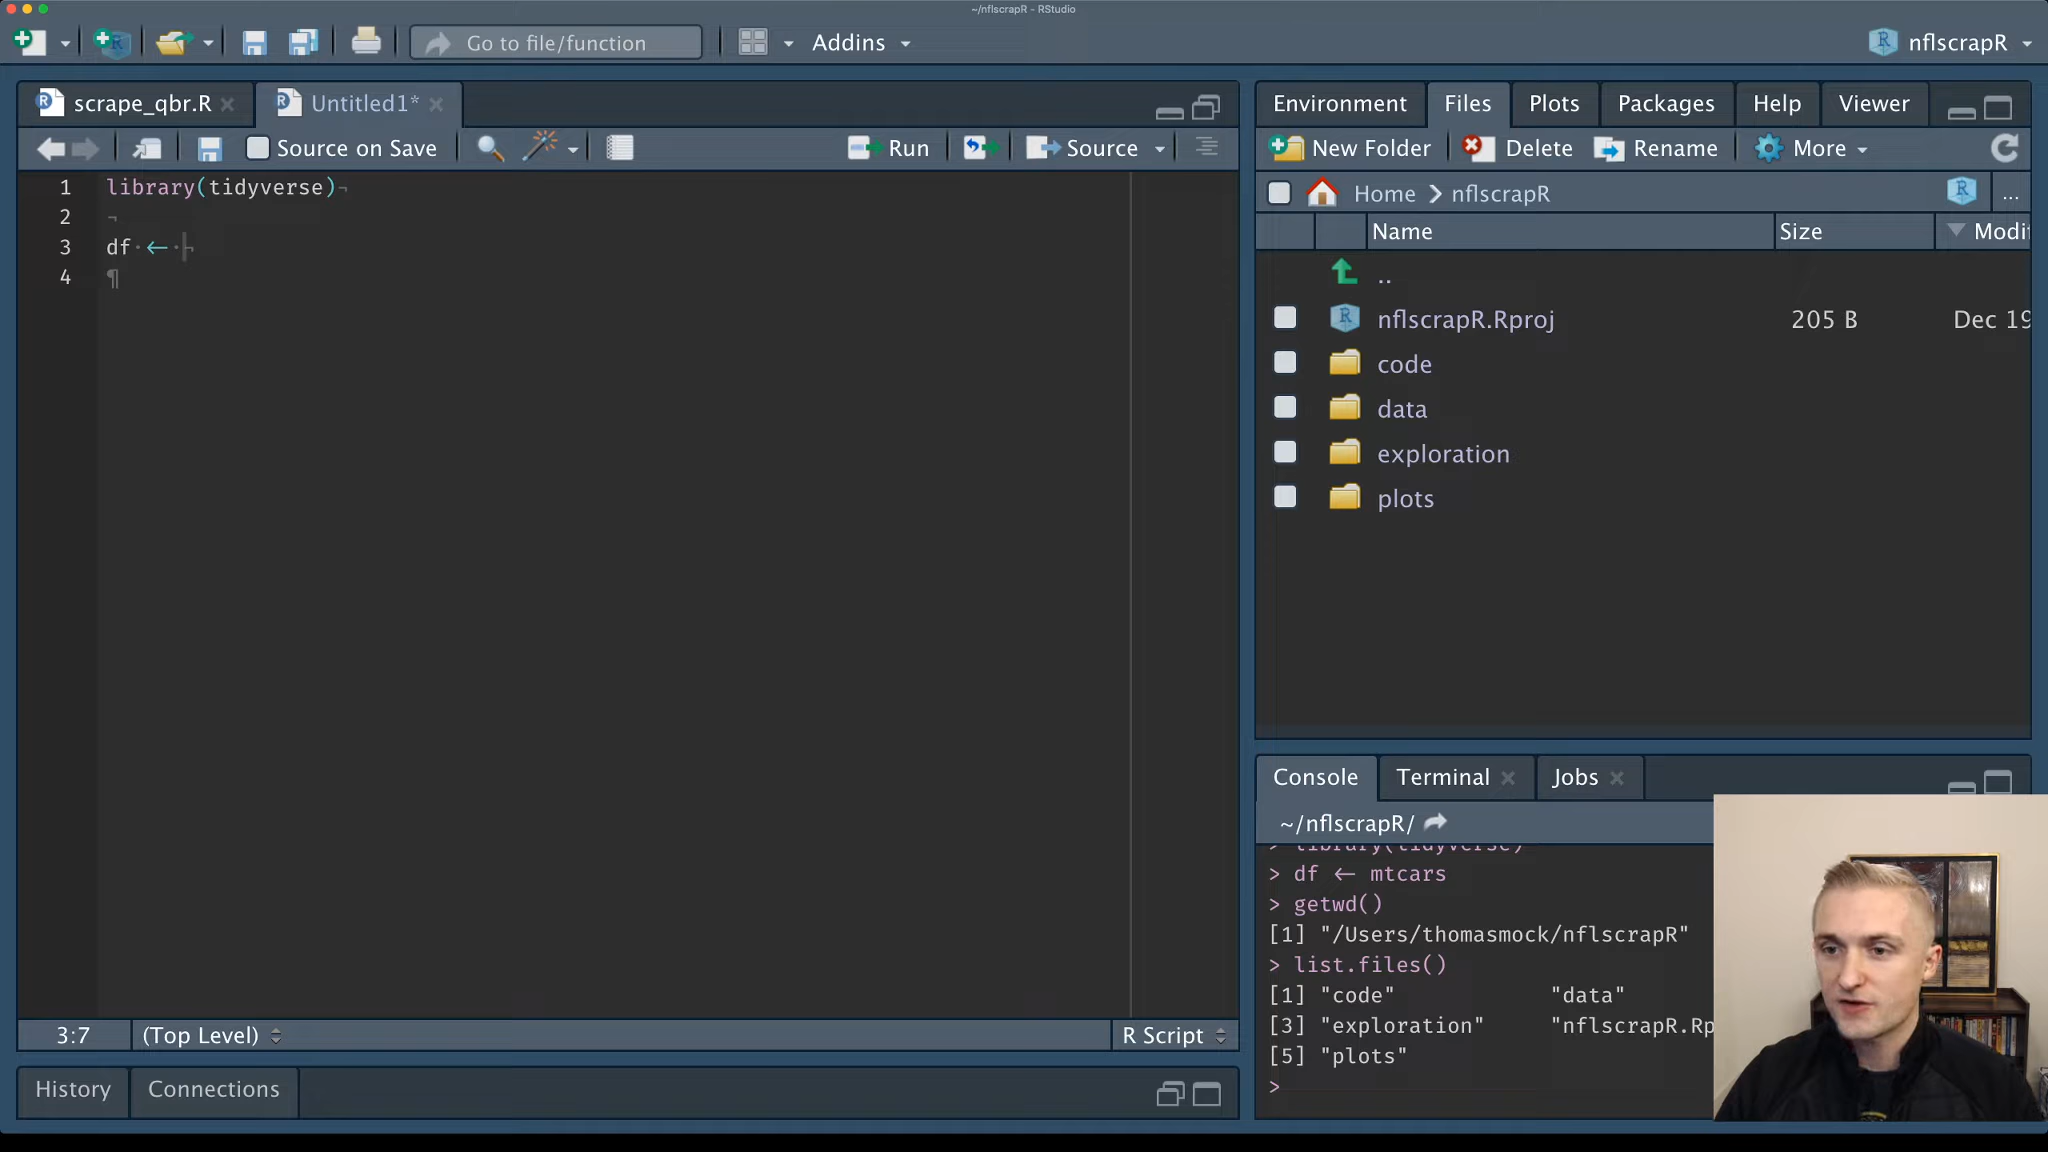 ~/nflscrapR - RStudio
Go to file/function
Addins
nflscrapR
scrape_qbr.R
Untitled1*
Source on Save
Run
Source
1 library(tidyverse)
2
3 df <-
4
3:7
(Top Level)
R Script
History
Connections
Environment
Files
Plots
Packages
Help
Viewer
New Folder
Delete
Rename
More
Home
nflscrapR
...
Name
Size
Modi
..
nflscrapR.Rproj
205 B
Dec 19
code
data
exploration
plots
Console
Terminal
Jobs
~/nflscrapR/
> library(tidyverse)
> df <- mtcars
> getwd()
[1] "/Users/thomasmock/nflscrapR"
> list.files()
[1] "code" "data"
[3] "exploration" "nflscrapR.Rp
[5] "plots"
>